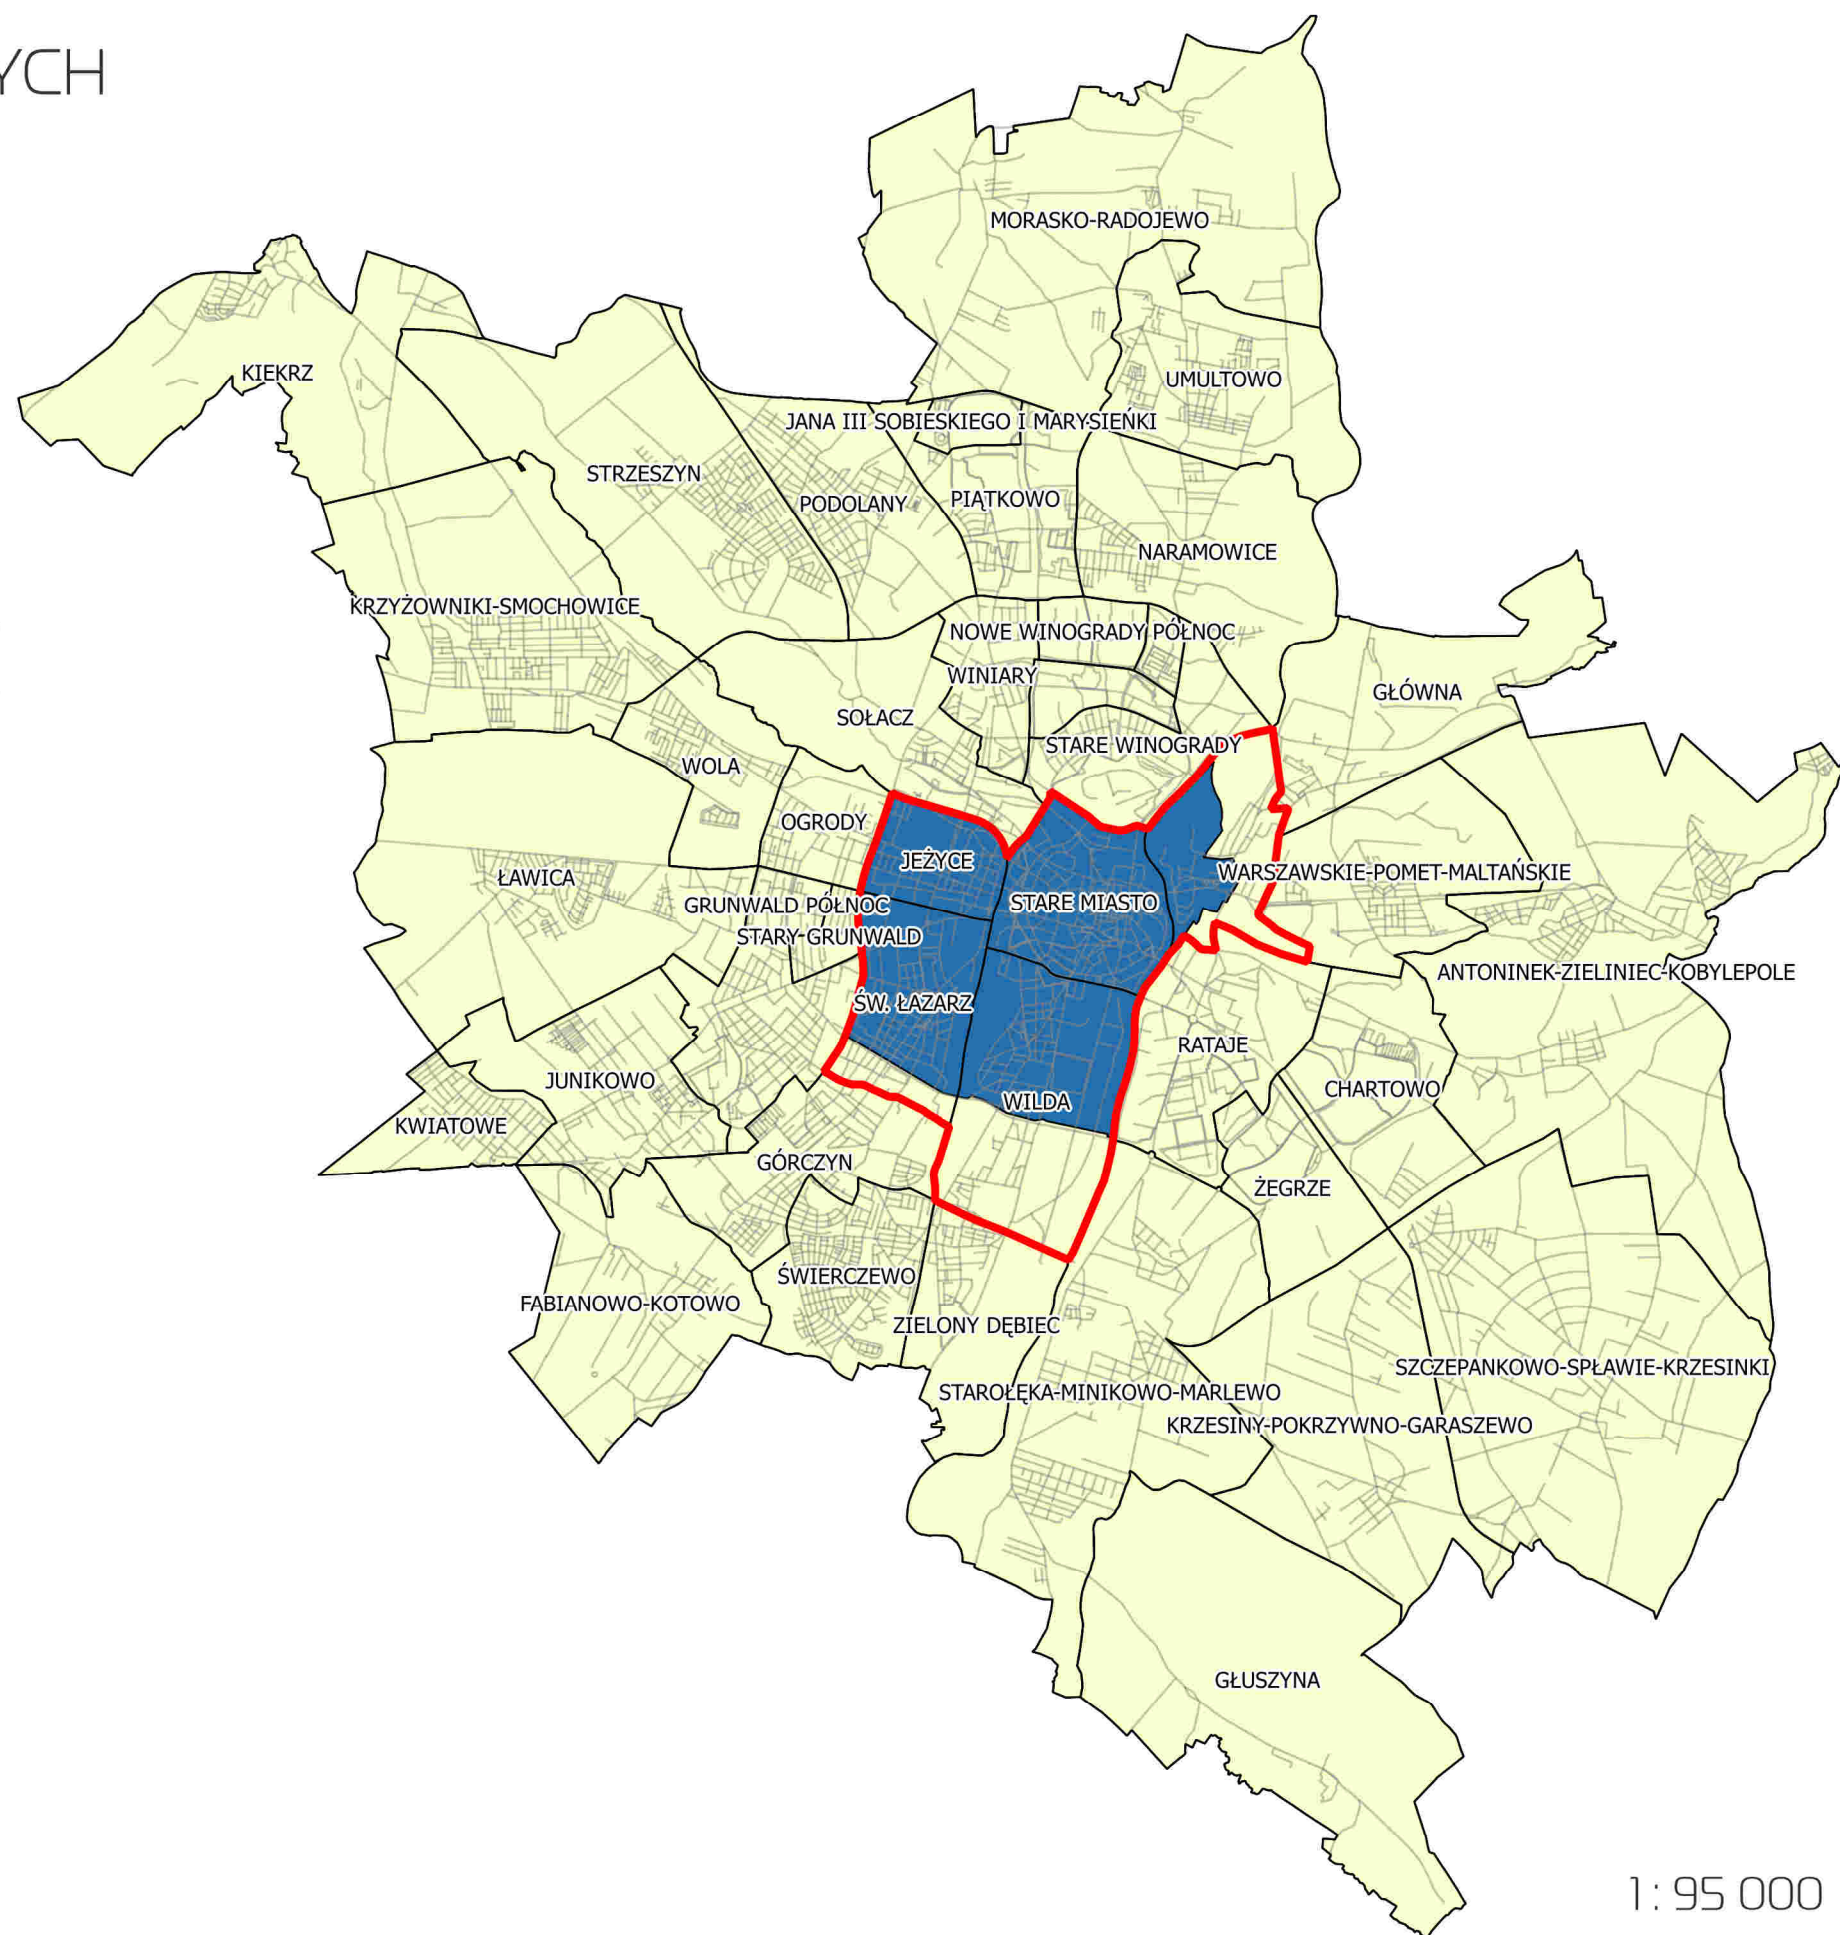 YCH
MORASKO-RADOJEWO
KIEKRZ
UMULTOWO
JANA III SOBIESKIEGO I MARYSIEŃKI
STRZESZYN
PODOLANY
PIĄTKOWO
NARAMOWICE
KRZYŻOWNIKI-SMOCHOWICE
NOWE WINOGRADY PÓŁNOC
WINIARY
GŁÓWNA
SOŁACZ
STARE WINOGRADY
WOLA
OGRODY
JEŻYCE
WARSZAWSKIE-POMET-MALTAŃSKIE
ŁAWICA
GRUNWALD PÓŁNOC
STARE MIASTO
STARY GRUNWALD
ANTONINEK-ZIELINIEC-KOBYLEPOLE
ŚW. ŁAZARZ
RATAJE
JUNIKOWO
CHARTOWO
WILDA
KWIATOWE
GÓRCZYN
ŻEGRZE
ŚWIERCZEWO
FABIANOWO-KOTOWO
ZIELONY DĘBIEC
SZCZEPANKOWO-SPŁAWIE-KRZESINKI
STAROŁĘKA-MINIKOWO-MARLEWO
KRZESINY-POKRZYWNO-GARASZEWO
GŁUSZYNA
1: 95 000